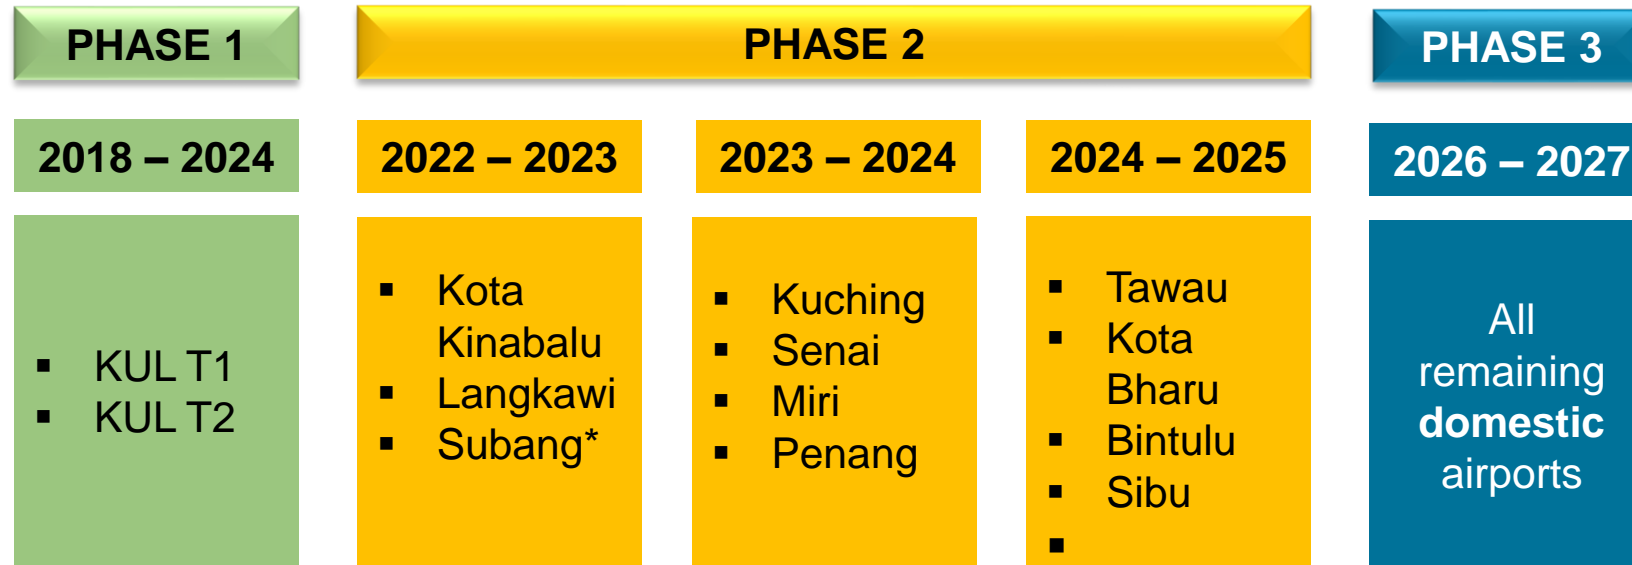 PHASE 1
2018 – 2024
▪ KUL T1
▪ KUL T2
PHASE 2
2022 – 2023
▪ Kota
Kinabalu
▪ Langkawi
▪ Subang*
2023 – 2024
▪ Kuching
▪ Senai
▪ Miri
▪ Penang
2024 – 2025
▪ Tawau
▪ Kota
Bharu
▪ Bintulu
▪ Sibu
▪
PHASE 3
2026 – 2027
All
remaining
domestic
airports